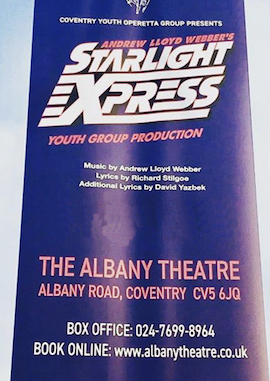 COVENTRY YOUTH OPERETTA GROUP PRESENTS
ANDREW LLOYD WEBBER'S
STARLIGHT
EXPRESS
YOUTH GROUP PRODUCTION
Music by Andrew Lloyd Webber
Lyrics by Richard Stilgoe
Additional Lyrics by David Yazbek
THE ALBANY THEATRE
ALBANY ROAD, COVENTRY CV5 6JQ
BOX OFFICE: 024-7699-8964
BOOK ONLINE: www.albanytheatre.co.uk